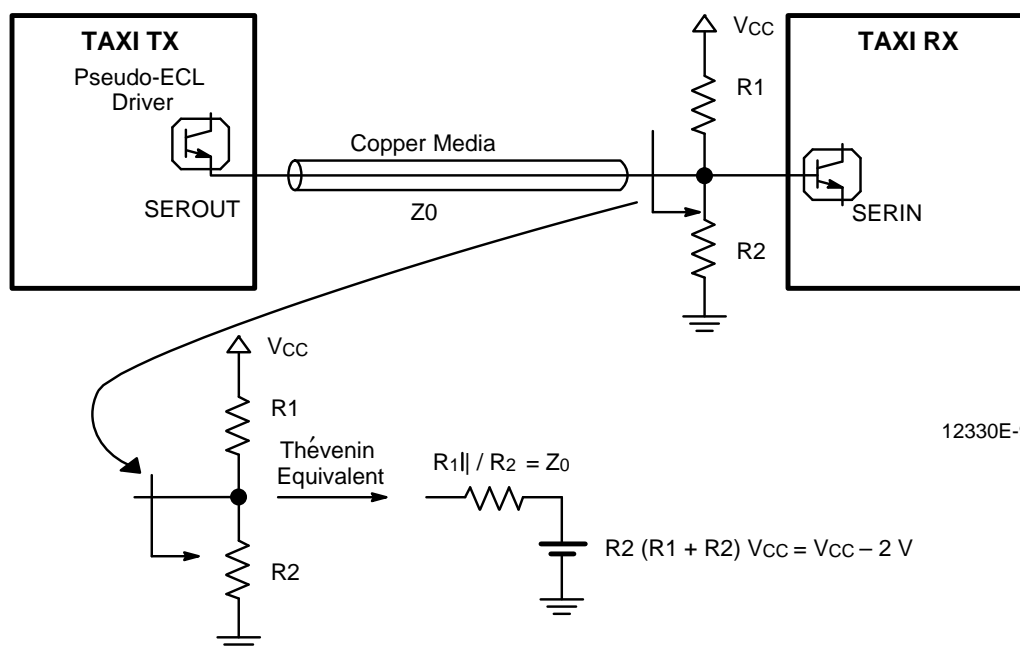 TAXI TX
Pseudo-ECL
Driver
SEROUT
Copper Media
Z0
VCC
R1
R2
TAXI RX
SERIN
VCC
R1
R2
Thévenin
Equivalent
R1|| / R2 = Z0
R2 (R1 + R2) VCC = VCC – 2 V